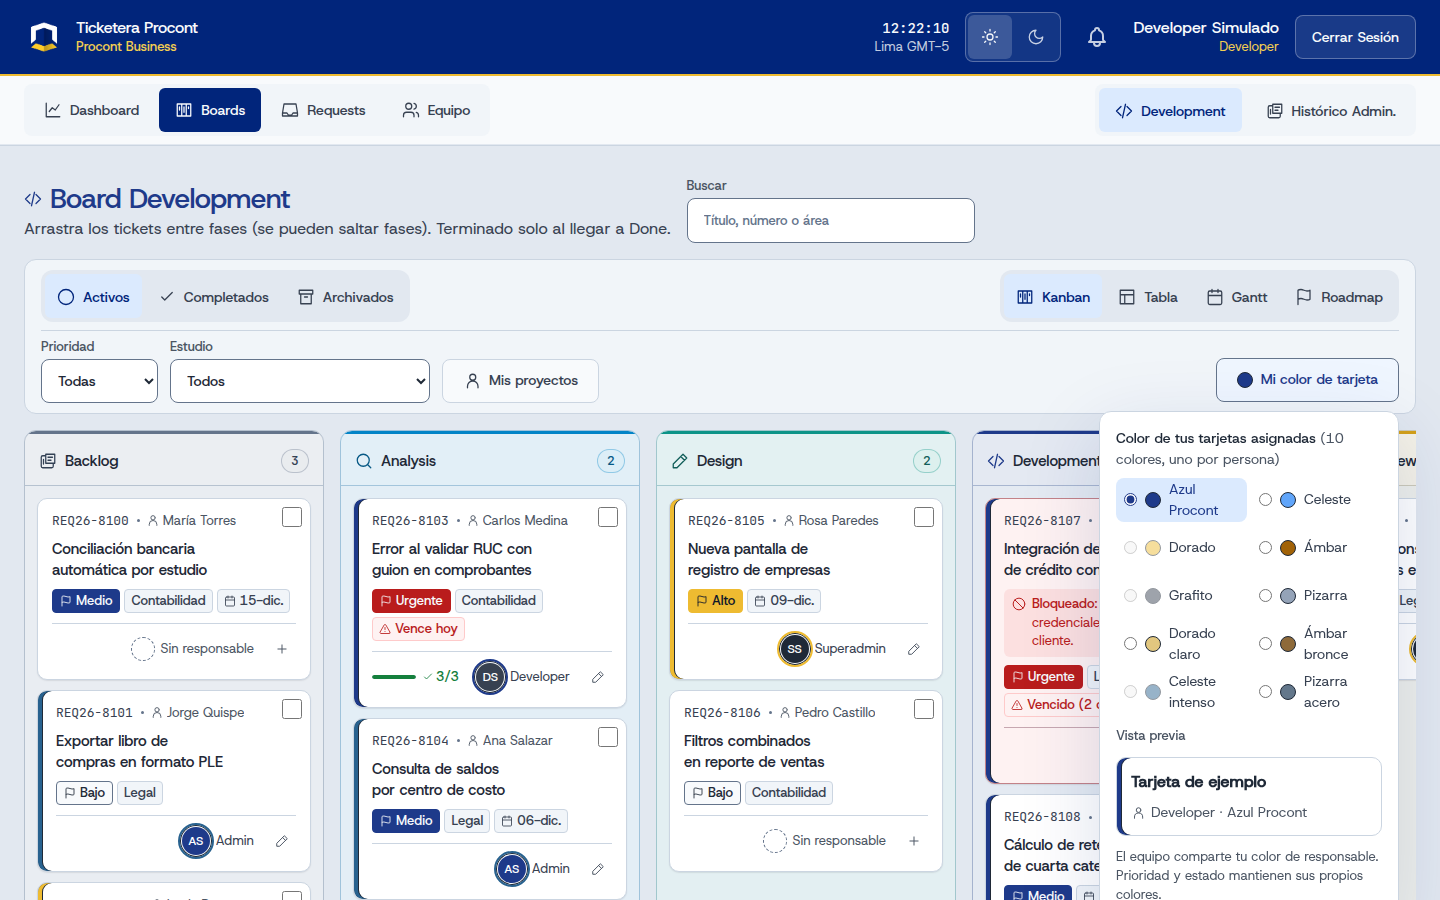 Ticketera Procont
Procont Business
12:22:10
Lima GMT-5
Developer Simulado
Developer
Cerrar Sesión
Dashboard
Boards
Requests
Equipo
Development
Histórico Admin.
Board Development
Arrastra los tickets entre fases (se pueden saltar fases). Terminado solo al llegar a Done.
Buscar
Título, número o área
Activos
Completados
Archivados
Kanban
Tabla
Gantt
Roadmap
Prioridad
Todas
Estudio
Todos
Mis proyectos
Mi color de tarjeta
Backlog
3
REQ26-8100 • María Torres
Conciliación bancaria
automática por estudio
Medio
Contabilidad
15-dic.
Sin responsable
+
REQ26-8101 • Jorge Quispe
Exportar libro de
compras en formato PLE
Bajo
Legal
AS
Admin
Analysis
2
REQ26-8103 • Carlos Medina
Error al validar RUC con
guion en comprobantes
Urgente
Contabilidad
Vence hoy
3/3
DS
Developer
REQ26-8104 • Ana Salazar
Consulta de saldos
por centro de costo
Medio
Legal
06-dic.
AS
Admin
Design
2
REQ26-8105 • Rosa Paredes
Nueva pantalla de
registro de empresas
Alto
09-dic.
SS
Superadmin
REQ26-8106 • Pedro Castillo
Filtros combinados
en reporte de ventas
Bajo
Contabilidad
Sin responsable
+
Development
REQ26-8107 •
Integración de
de crédito con
Bloqueado:
credenciale
cliente.
Urgente
L
Vencido (2
REQ26-8108 •
Cálculo de rete
de cuarta cate
Medio
Color de tus tarjetas asignadas (10
colores, uno por persona)
Azul
Procont
Celeste
Dorado
Ámbar
Grafito
Pizarra
Dorado
claro
Ámbar
bronce
Celeste
intenso
Pizarra
acero
Vista previa
Tarjeta de ejemplo
Developer · Azul Procont
El equipo comparte tu color de responsable.
Prioridad y estado mantienen sus propios
colores.